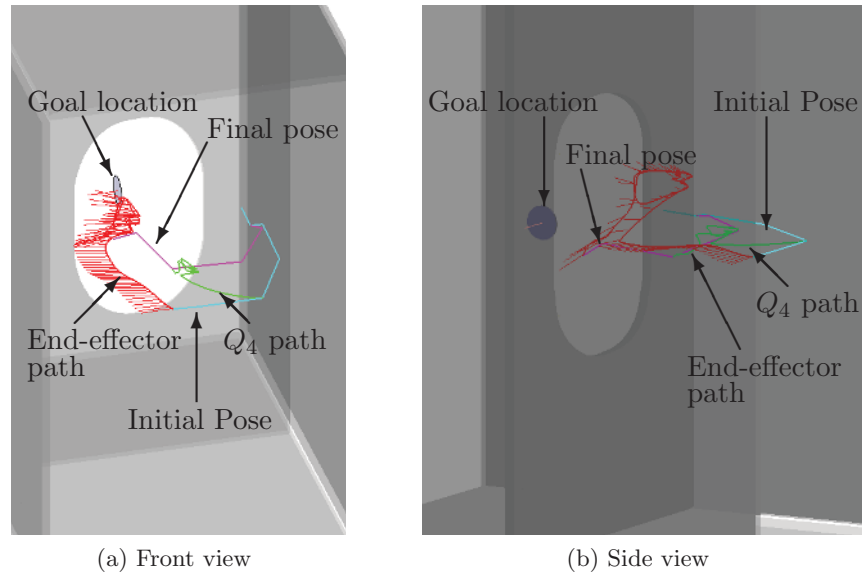 Goal location
Final pose
End-effector
path
Q4 path
Initial Pose
(a) Front view
Goal location
Initial Pose
Final pose
Q4 path
End-effector
path
(b) Side view